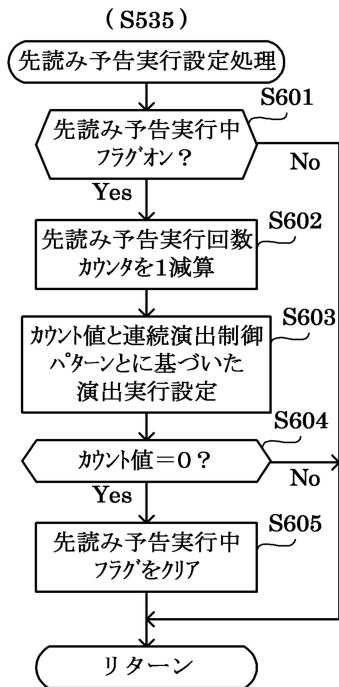 (S535)
先読み予告実行設定処理
S601
先読み予告実行中
フラグオン？
No
Yes
S602
先読み予告実行回数
カウンタを１減算
S603
カウント値と連続演出制御
パターンとに基づいた
演出実行設定
S604
カウント値＝０？
No
Yes
S605
先読み予告実行中
フラグをクリア
リターン